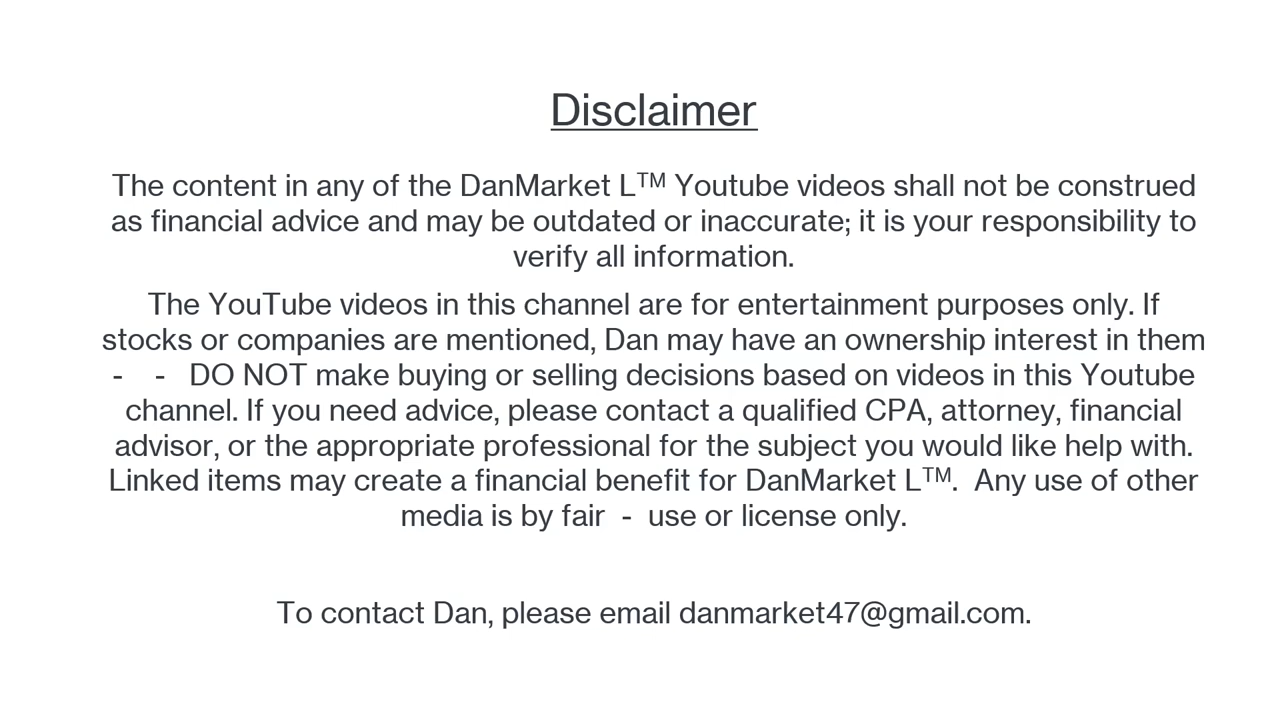 Disclaimer
The content in any of the DanMarket L™ Youtube videos shall not be construed
as financial advice and may be outdated or inaccurate; it is your responsibility to
verify all information.
The YouTube videos in this channel are for entertainment purposes only. If
stocks or companies are mentioned, Dan may have an ownership interest in them
- - DO NOT make buying or selling decisions based on videos in this Youtube
channel. If you need advice, please contact a qualified CPA, attorney, financial
advisor, or the appropriate professional for the subject you would like help with.
Linked items may create a financial benefit for DanMarket L™. Any use of other
media is by fair - use or license only.
To contact Dan, please email danmarket47@gmail.com.